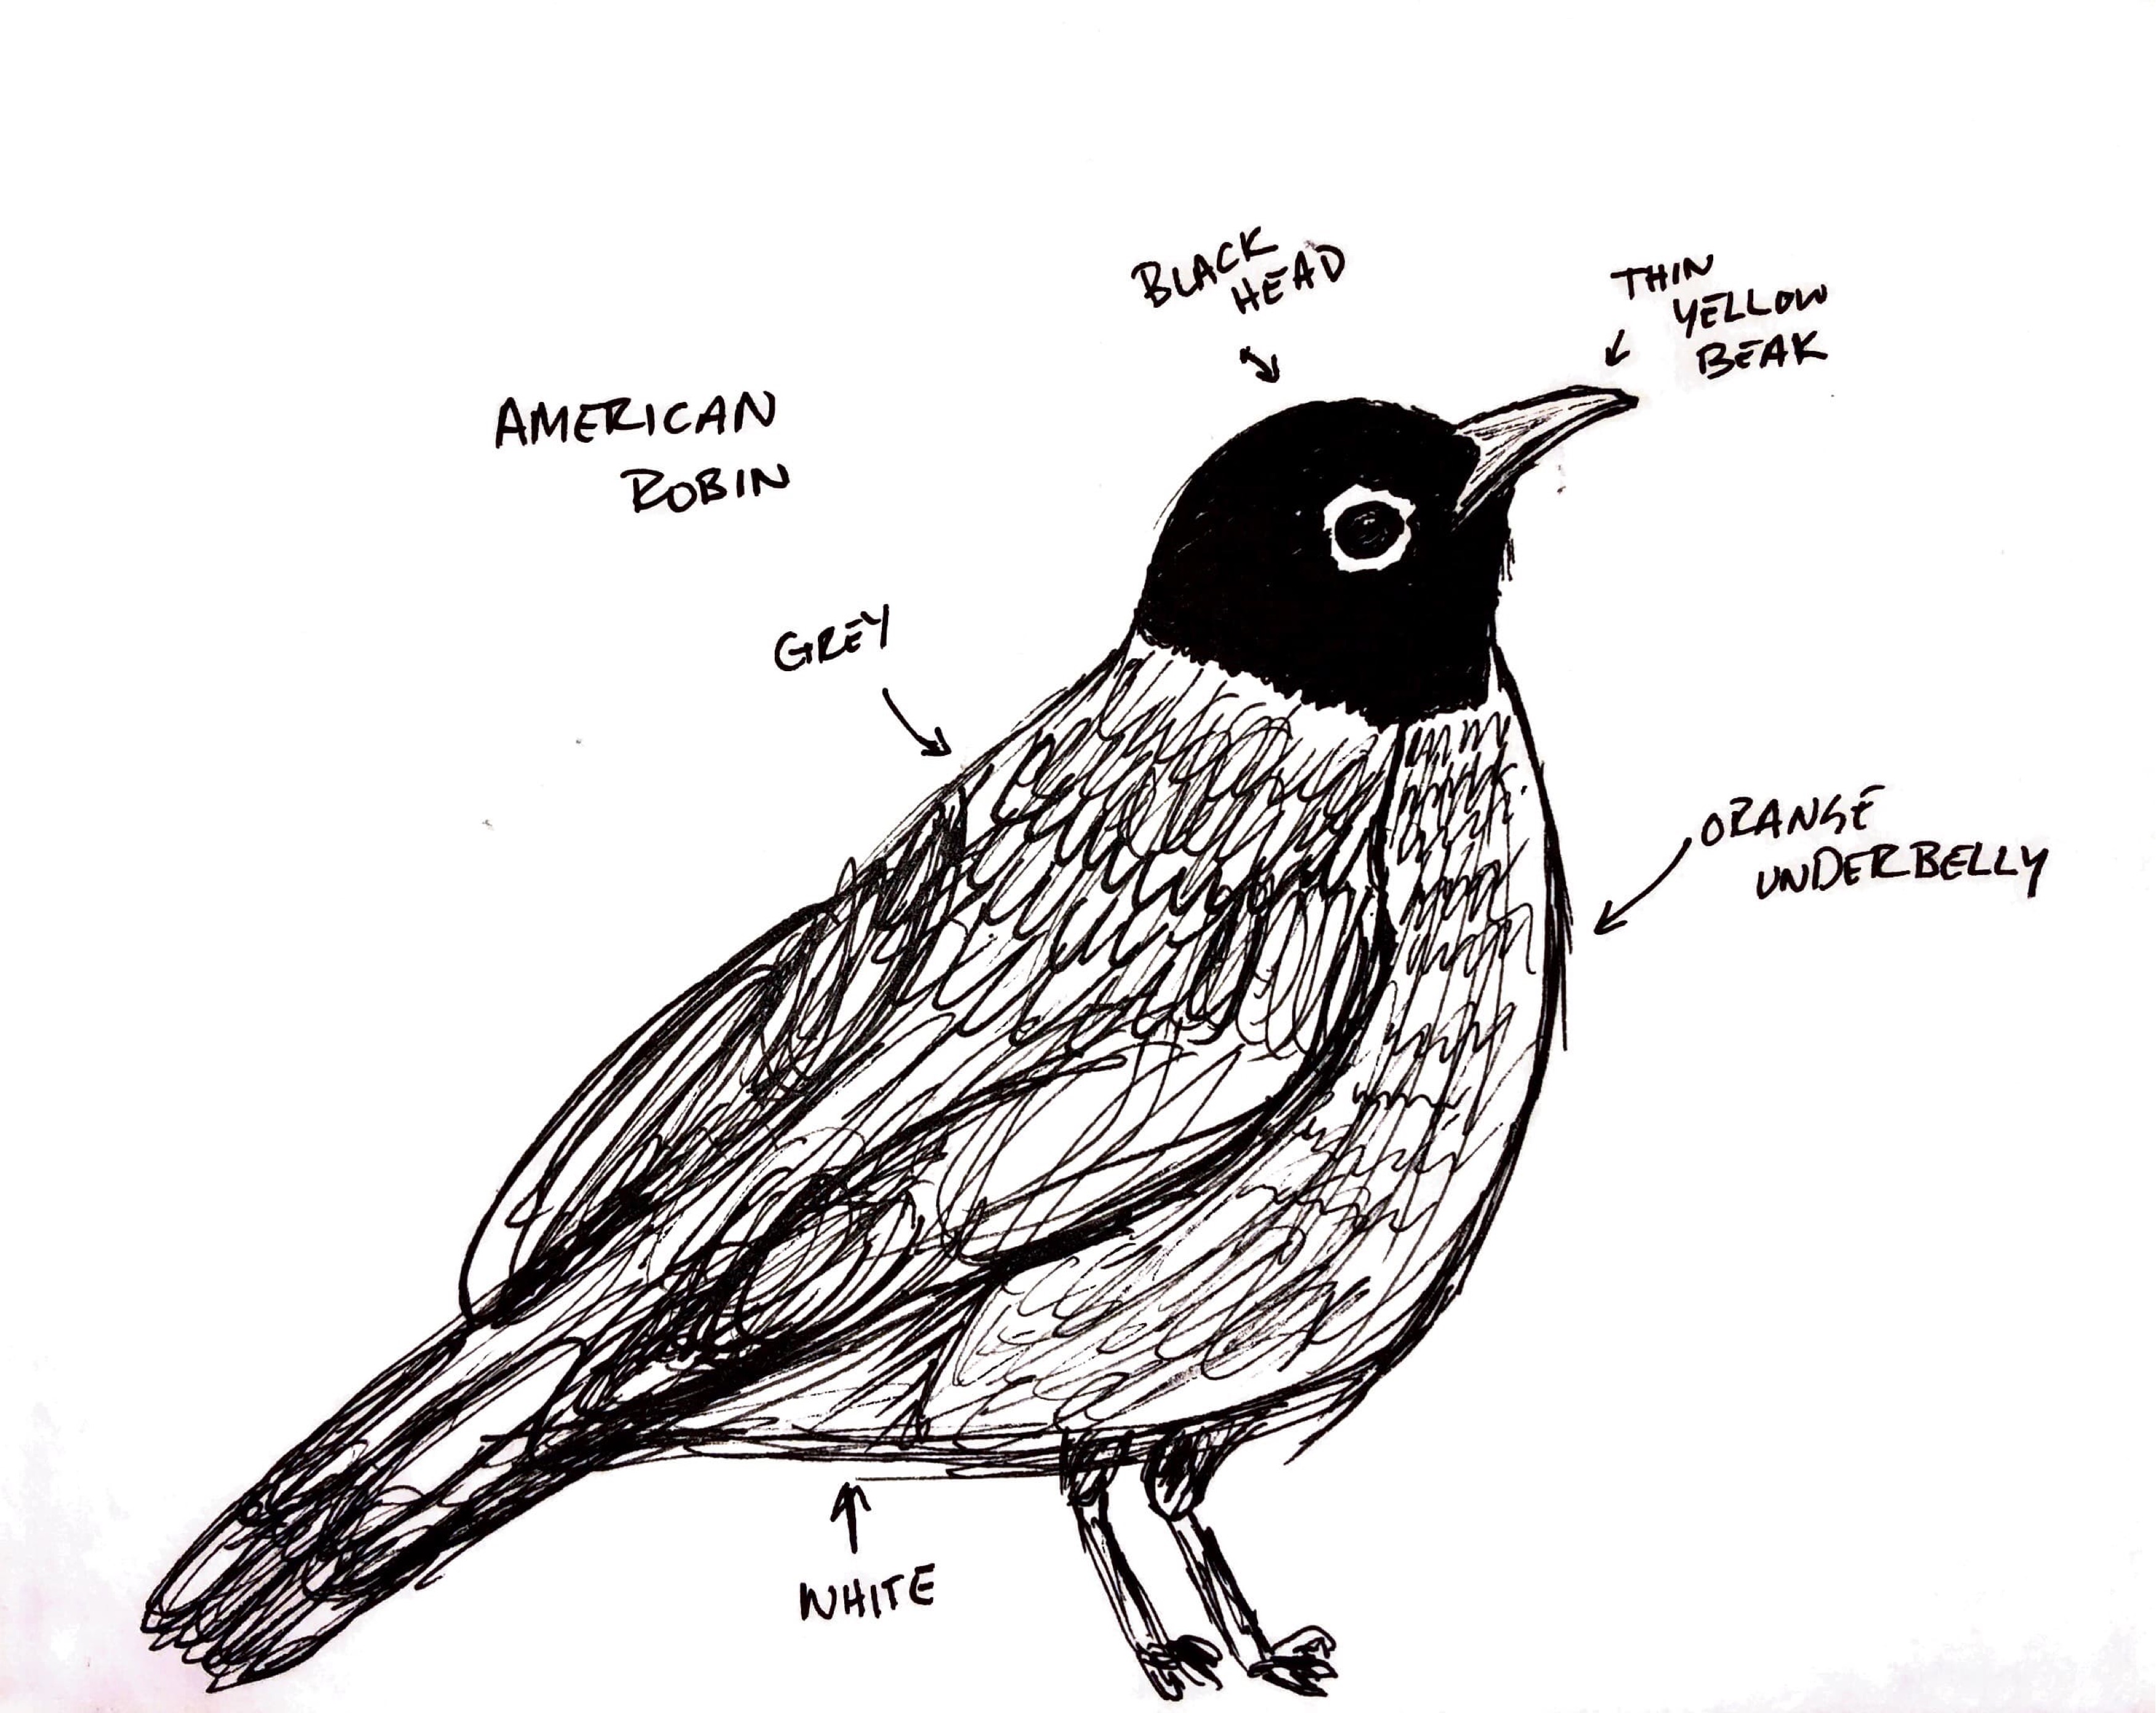 BLACK
HEAD
THIN
YELLOW
BEAK
AMERICAN
ROBIN
GREY
ORANGE
UNDERBELLY
WHITE